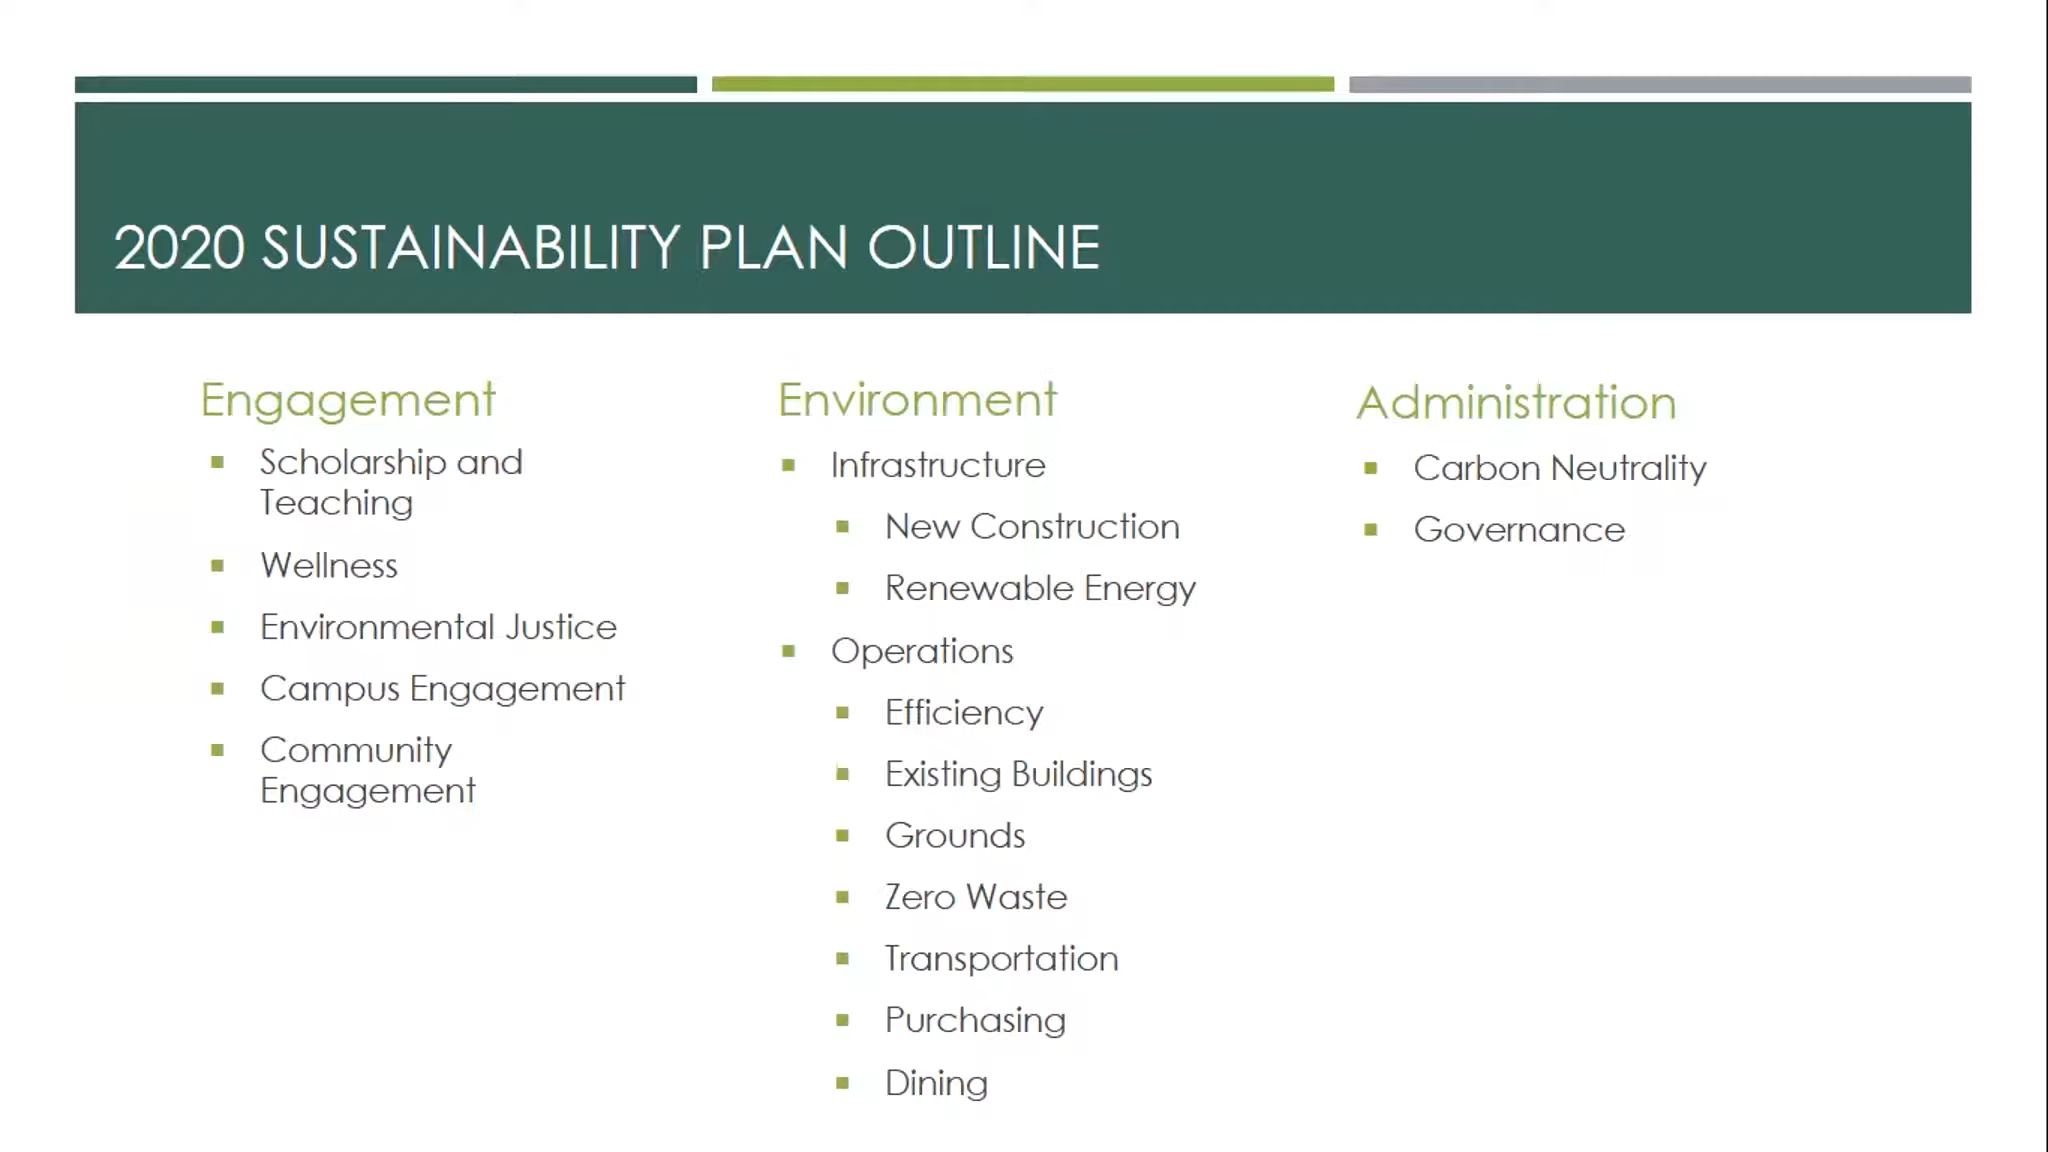 2020 SUSTAINABILITY PLAN OUTLINE
Engagement
Scholarship and
Teaching
Wellness
Environmental Justice
Campus Engagement
Community
Engagement
Environment
Infrastructure
New Construction
Renewable Energy
Operations
Efficiency
Existing Buildings
Grounds
Zero Waste
Transportation
Purchasing
Dining
Administration
Carbon Neutrality
Governance